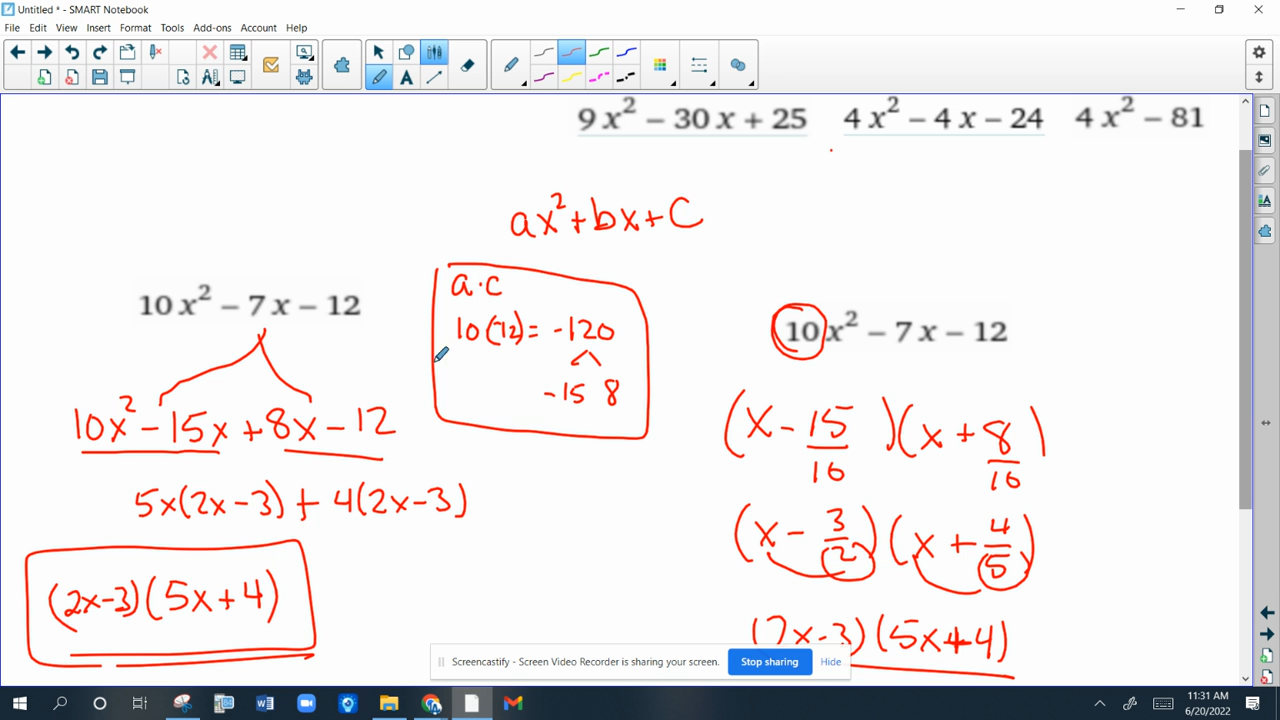 Untitled * - SMART Notebook
File Edit View Insert Format Tools Add-ons Account Help
9x² − 30x + 25 4x² − 4x − 24 4x² − 81
ax²+bx+C
10x² − 7x − 12
a·c
10(-12)= -120
-15 8
10x² − 15x + 8x − 12
5x(2x−3) + 4(2x−3)
(2x−3)(5x+4)
10x² − 7x − 12
(x − 15/10)(x + 8/10)
(x − 3/2)(x + 4/5)
(2x−3)(5x+4)
Screencastify - Screen Video Recorder is sharing your screen. Stop sharing Hide
11:31 AM
6/20/2022